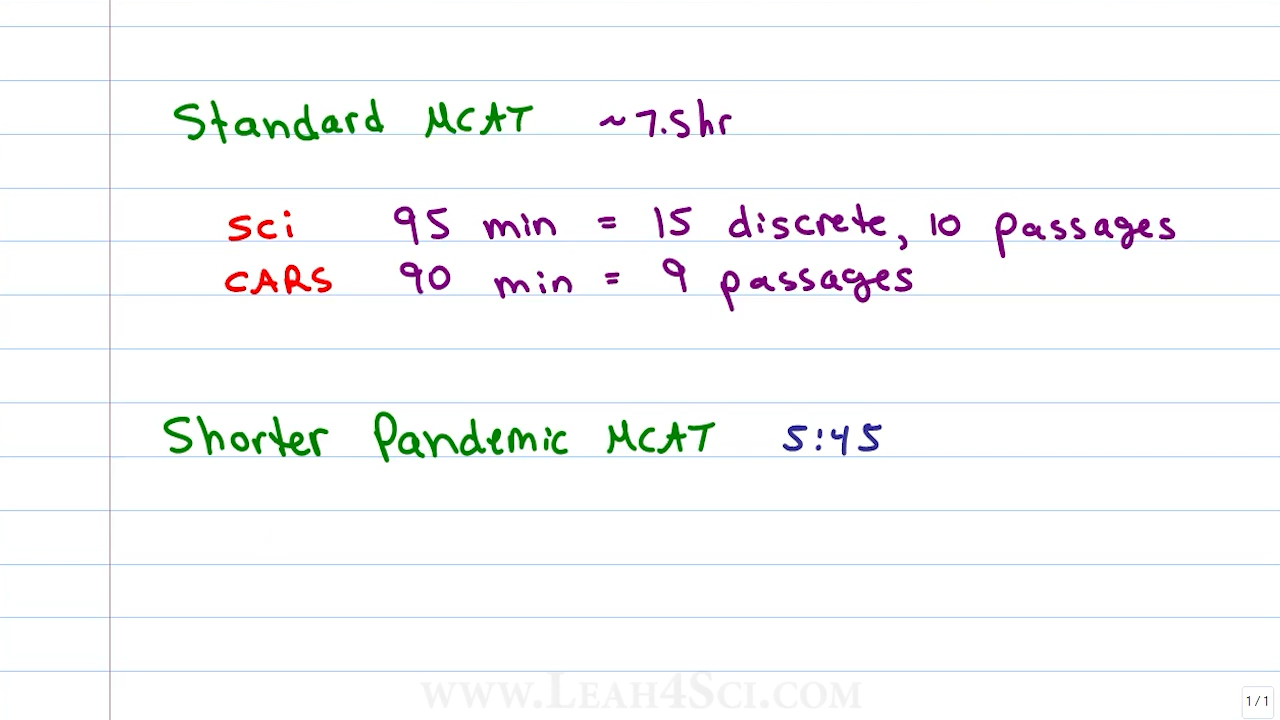 Standard MCAT ~7.5hr
Sci 95 min = 15 discrete, 10 passages
CARS 90 min = 9 passages
Shorter Pandemic MCAT 5:45
www.Leah4Sci.com
1/1